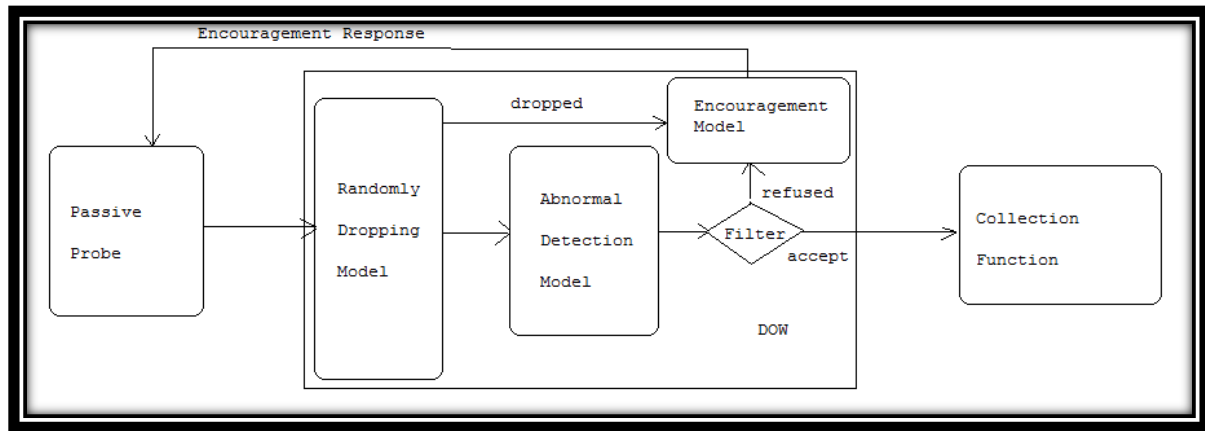 Encouragement Response
dropped
Encouragement
Model
Passive
Probe
Randomly
Dropping
Model
Abnormal
Detection
Model
refused
Filter
accept
Collection
Function
DOW